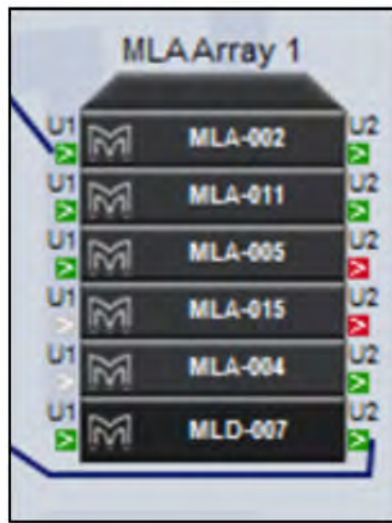 MLA Array 1
U1 MLA-002 U2
U1 MLA-011 U2
U1 MLA-005 U2
U1 MLA-015 U2
U1 MLA-004 U2
U1 MLD-007 U2